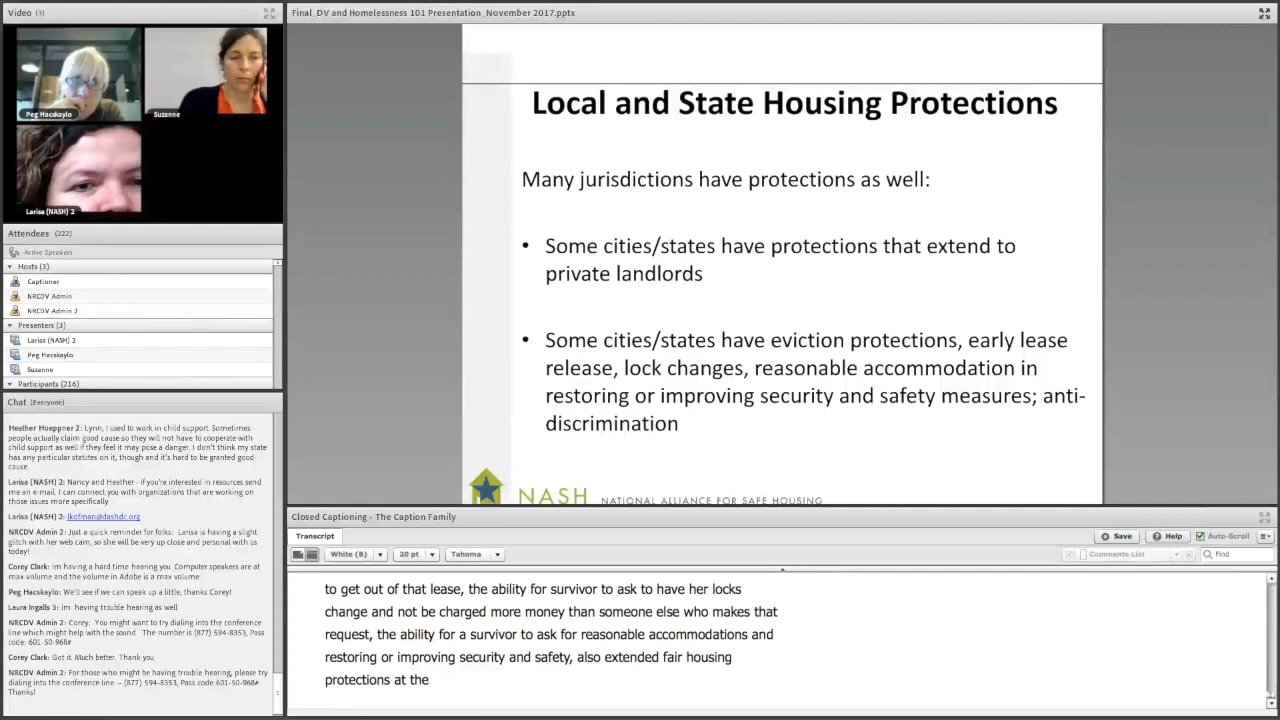 Video (3)
Peg Hacskaylo
Suzanne
Larisa (NASH) 2
Attendees (222)
Active Speakers
Hosts (3)
Captioner
NRCDV Admin
NRCDV Admin 2
Presenters (3)
Larisa (NASH) 2
Peg Hacskaylo
Suzanne
Participants (216)
Chat (Everyone)
Heather Hoeppner 2: Lynn, I used to work in child support. Sometimes
people actually claim good cause so they will not have to cooperate with
child support as well if they feel it may pose a danger. I don't think my state
has any particular statutes on it, though and it's hard to be granted good
cause.
Larisa (NASH) 2: Nancy and Heather - if you're interested in resources send
me an e-mail. I can connect you with organizations that are working on
those issues more specifically
Larisa (NASH) 2: lkofman@dashdc.org
NRCDV Admin 2: Just a quick reminder for folks: Larisa is having a slight
glitch with her web cam, so she will be very up close and personal with us
today!
Corey Clark: im having a hard time hearing you. Computer speakers are at
max volume and the volume in Adobe is a max volume
Peg Hacskaylo: We'll see if we can speak up a little, thanks Corey!
Laura Ingalls 3: im having trouble hearing as well
NRCDV Admin 2: Corey: You might want to try dialing into the conference
line which might help with the sound. The number is (877) 594-8353, Pass
code: 601-50-968#
Corey Clark: Got it. Much better. Thank you
NRCDV Admin 2: For those who might be having trouble hearing, please try
dialing into the conference line -- (877) 594-8353, Pass code 601-50-968#
Thanks!
Final_DV and Homelessness 101 Presentation_November 2017.pptx
Local and State Housing Protections
Many jurisdictions have protections as well:
• Some cities/states have protections that extend to
private landlords
• Some cities/states have eviction protections, early lease
release, lock changes, reasonable accommodation in
restoring or improving security and safety measures; anti-
discrimination
NASH NATIONAL ALLIANCE FOR SAFE HOUSING
Closed Captioning - The Caption Family
Transcript
Save
Help
Auto-Scroll
White (B)
20 pt
Tahoma
Comments List
Find
to get out of that lease, the ability for survivor to ask to have her locks
change and not be charged more money than someone else who makes that
request, the ability for a survivor to ask for reasonable accommodations and
restoring or improving security and safety, also extended fair housing
protections at the